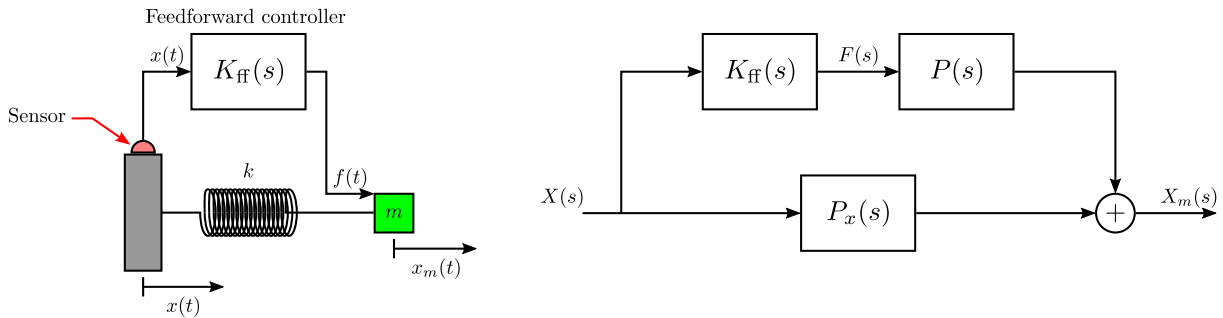 Feedforward controller
x(t)
K_ff(s)
Sensor
k
f(t)
m
x_m(t)
x(t)
K_ff(s)
F(s)
P(s)
X(s)
P_x(s)
+
X_m(s)